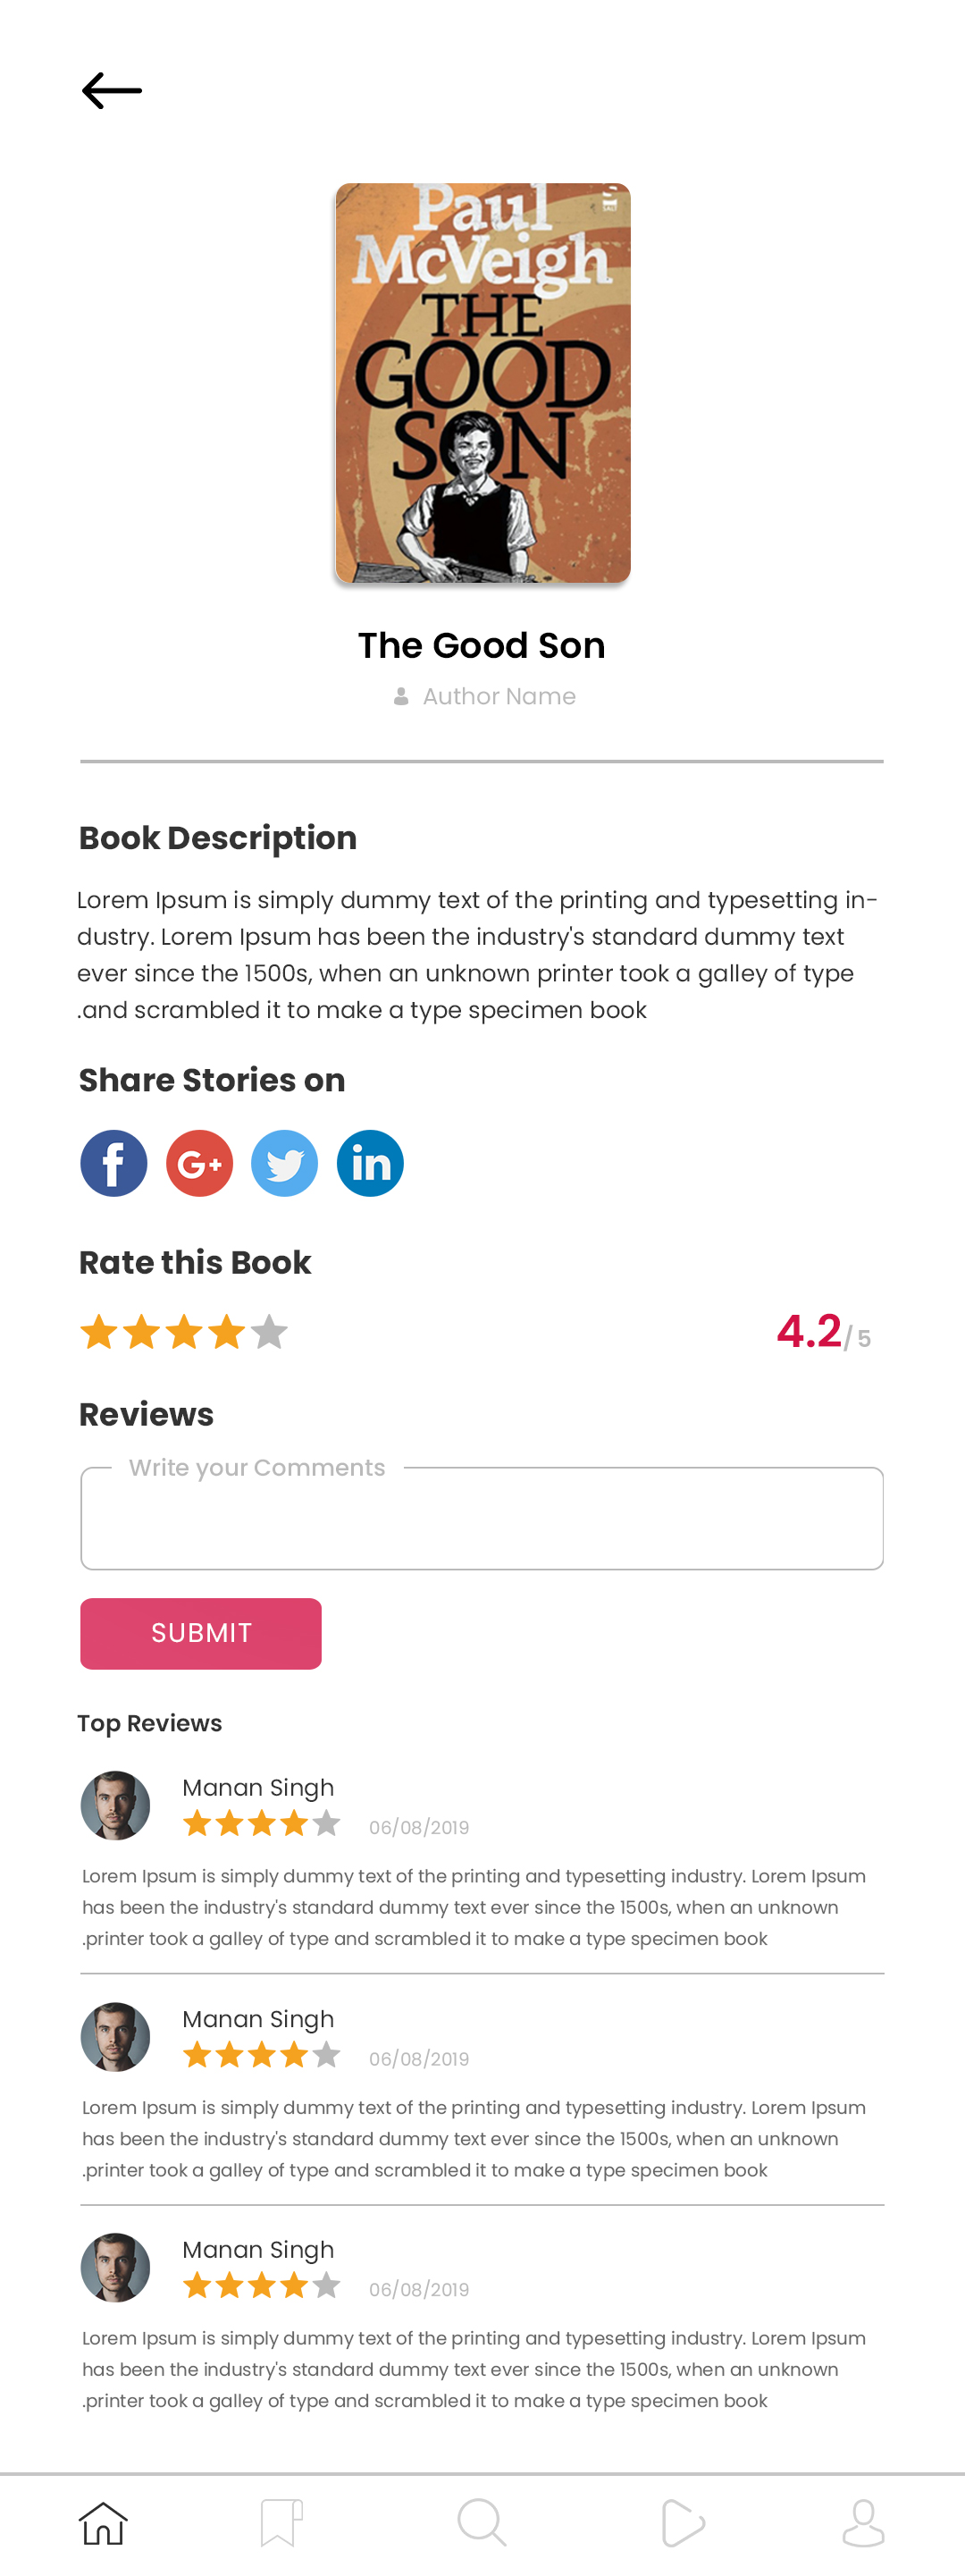 Paul
McVeigh
SALT
THE
GOOD
SON
The Good Son
Author Name
Book Description
Lorem Ipsum is simply dummy text of the printing and typesetting in-
dustry. Lorem Ipsum has been the industry's standard dummy text
ever since the 1500s, when an unknown printer took a galley of type
.and scrambled it to make a type specimen book
Share Stories on
f G+ in
Rate this Book
4.2/ 5
Reviews
Write your Comments
SUBMIT
Top Reviews
Manan Singh
06/08/2019
Lorem Ipsum is simply dummy text of the printing and typesetting industry. Lorem Ipsum
has been the industry's standard dummy text ever since the 1500s, when an unknown
.printer took a galley of type and scrambled it to make a type specimen book
Manan Singh
06/08/2019
Lorem Ipsum is simply dummy text of the printing and typesetting industry. Lorem Ipsum
has been the industry's standard dummy text ever since the 1500s, when an unknown
.printer took a galley of type and scrambled it to make a type specimen book
Manan Singh
06/08/2019
Lorem Ipsum is simply dummy text of the printing and typesetting industry. Lorem Ipsum
has been the industry's standard dummy text ever since the 1500s, when an unknown
.printer took a galley of type and scrambled it to make a type specimen book